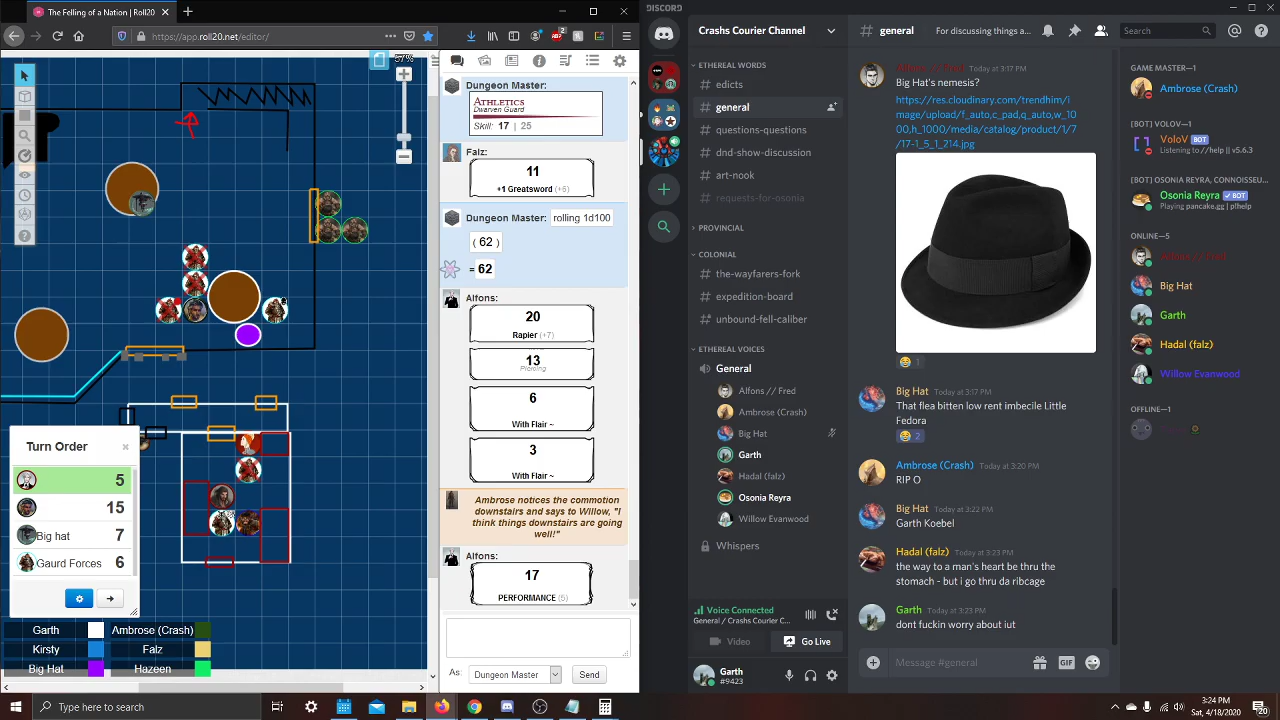 The Felling of a Nation | Roll20
https://app.roll20.net/editor/
57%
Turn Order
5
15
Big hat 7
Gaurd Forces 6
Garth
Ambrose (Crash)
Kirsty
Falz
Big Hat
Hazeen
Dungeon Master:
ATHLETICS
Dwarven Guard
Skill: 17 | 25
Falz:
11
+1 Greatsword (+6)
Dungeon Master: rolling 1d100
( 62 )
= 62
Alfons:
20
Rapier (+7)
13
Piercing
6
With Flair ~
3
With Flair ~
Ambrose notices the commotion
downstairs and says to Willow, "I
think things downstairs are going
well!"
Alfons:
17
PERFORMANCE (5)
As: Dungeon Master
Send
DISCORD
Crashs Courier Channel
ETHEREAL WORDS
# edicts
# general
# questions-questions
# dnd-show-discussion
# art-nook
# requests-for-osonia
PROVINCIAL
COLONIAL
# the-wayfarers-fork
# expedition-board
# unbound-fell-caliber
ETHEREAL VOICES
General
Alfons // Fred
Ambrose (Crash)
Big Hat
Garth
Hadal (falz)
Osonia Reyra
Willow Evanwood
Whispers
Voice Connected
General / Crashs Courier C...
Video
Go Live
Garth
#9423
# general
For discussing things a...
Search
Alfons // Fred Today at 3:17 PM
Big Hat's nemesis?
https://res.cloudinary.com/trendhim/i
mage/upload/f_auto,c_pad,q_auto,w_10
00,h_1000/media/catalog/product/1/7
/17-1_5_1_214.jpg
1
Big Hat Today at 3:17 PM
That flea bitten low rent imbecile Little
Fedora
2
Ambrose (Crash) Today at 3:20 PM
RIP O
Big Hat Today at 3:22 PM
Garth Koebel
Hadal (falz) Today at 3:23 PM
the way to a man's heart be thru the
stomach - but i go thru da ribcage
Garth Today at 3:23 PM
dont fuckin worry about iut
Message #general
GIF
GAME MASTER—1
Ambrose (Crash)
[BOT] VOLOV—1
VoloV BOT
Listening to //help || v5.6.3
[BOT] OSONIA REYRA, CONNOISSEU...
Osonia Reyra BOT
Playing pancake.gg | p!help
ONLINE—5
Alfons // Fred
Big Hat
Garth
Hadal (falz)
Willow Evanwood
OFFLINE—1
Type here to search
3:24 PM
Sat, 4/18/2020